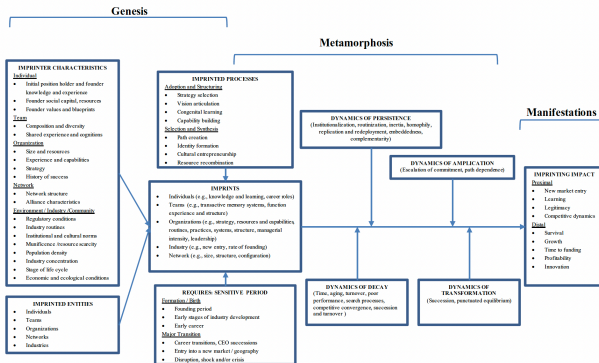 Genesis
Metamorphosis
Manifestations
IMPRINTER CHARACTERISTICS
Individual
Initial position holder and founder
knowledge and experience
Founder social capital, resources
Founder values and blueprints
Team
Composition and diversity
Shared experience and cognitions
Organization
Size and resources
Experience and capabilities
Strategy
History of success
Network
Network structure
Alliance characteristics
Environment / Industry /Community
Regulatory conditions
Industry routines
Institutional and cultural norms
Munificence /resource scarcity
Population density
Industry concentration
Stage of life cycle
Economic and ecological conditions
IMPRINTED ENTITIES
Individuals
Teams
Organizations
Networks
Industries
IMPRINTED PROCESSES
Adoption and Structuring
Strategy selection
Vision articulation
Congenital learning
Capability building
Selection and Synthesis
Path creation
Identity formation
Cultural entrepreneurship
Resource recombination
IMPRINTS
Individuals (e.g., knowledge and learning, career roles)
Teams (e.g., transactive memory systems, function
experience and structure)
Organizations (e.g., strategy, resources and capabilities,
routines, practices, systems, structure, managerial
intensity, leadership)
Industry (e.g., new entry, rate of founding)
Network (e.g., size, structure, configuration)
REQUIRES: SENSITIVE PERIOD
Formation / Birth
Founding period
Early stages of industry development
Early career
Major Transition
Career transitions, CEO successions
Entry into a new market / geography
Disruption, shock and/or crisis
DYNAMICS OF PERSISTENCE
(Institutionalization, routinization, inertia, homophily,
replication and redeployment, embeddedness,
complementarity)
DYNAMICS OF AMPLICATION
(Escalation of commitment, path dependence)
DYNAMICS OF DECAY
(Time, aging, turnover, poor
performance, search processes,
competitive convergence, succession
and turnover )
DYNAMICS OF
TRANSFORMATION
(Succession, punctuated equilibrium)
IMPRINTING IMPACT
Proximal
New market entry
Learning
Legitimacy
Competitive dynamics
Distal
Survival
Growth
Time to funding
Profitability
Innovation